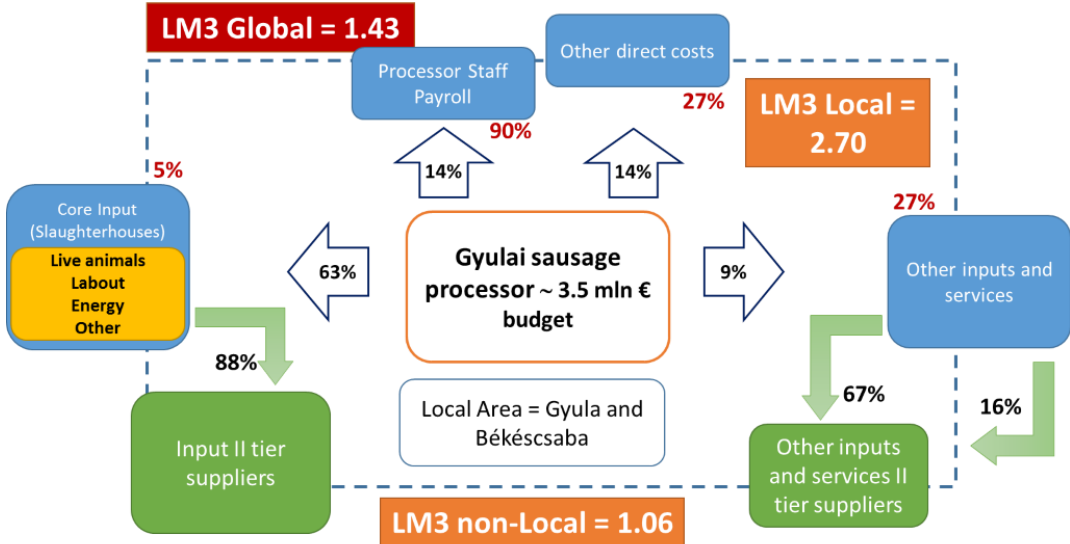 LM3 Global = 1.43
Processor Staff
Payroll
90%
Other direct costs
27%
LM3 Local =
2.70
14%
14%
5%
Core Input
(Slaughterhouses)
Live animals
Labout
Energy
Other
63%
Gyulai sausage
processor ~ 3.5 mln €
budget
9%
27%
Other inputs and
services
88%
Input II tier
suppliers
Local Area = Gyula and
Békéscsaba
67%
16%
Other inputs
and services II
tier suppliers
LM3 non-Local = 1.06